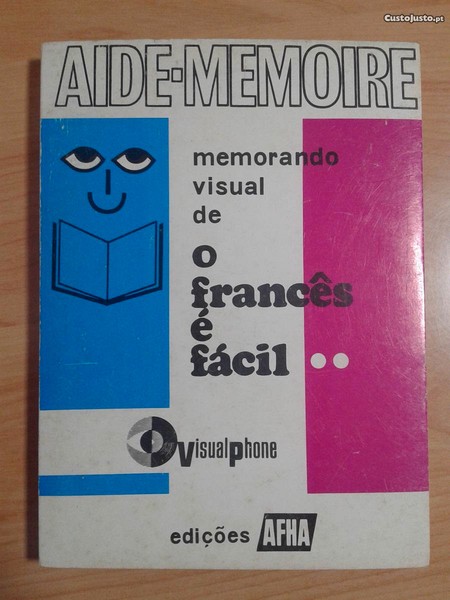 CustoJusto.pt
AIDE-MEMOIRE
memorando
visual
de
o
francês
é
fácil ..
VisualPhone
edições AFHA